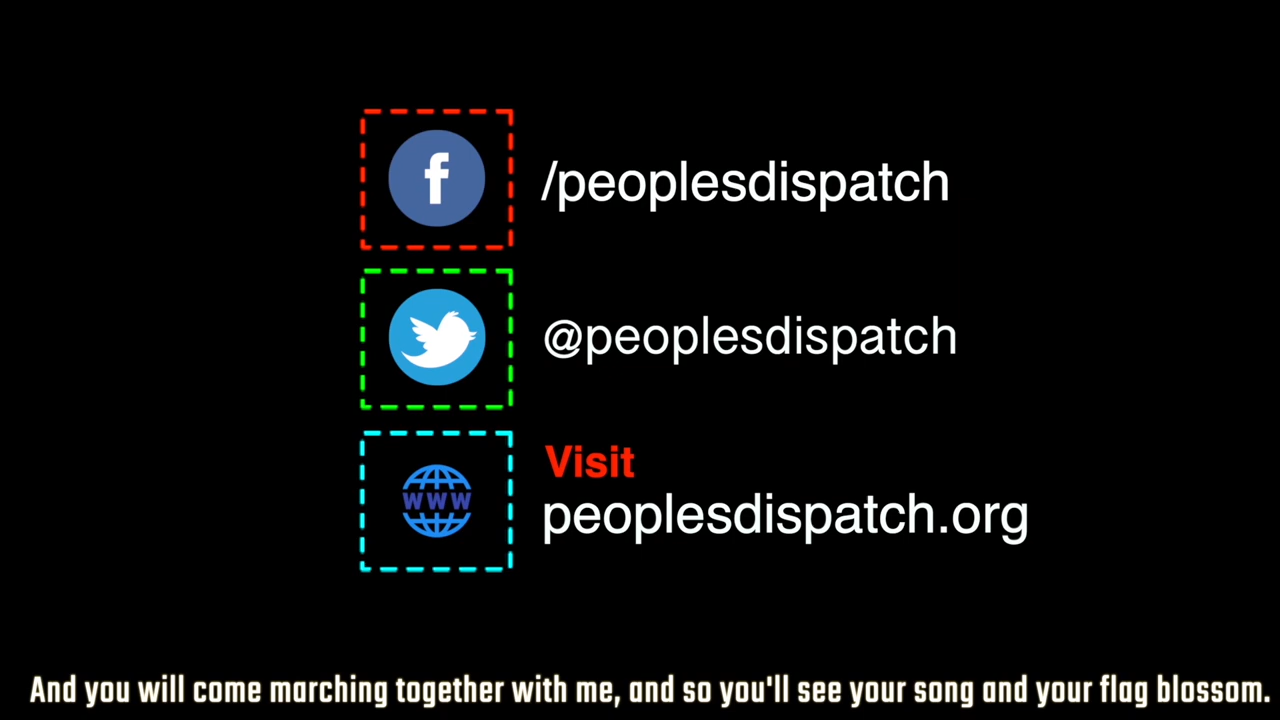 f
/peoplesdispatch
@peoplesdispatch
Visit
WWW
peoplesdispatch.org
And you will come marching together with me, and so you'll see your song and your flag blossom.